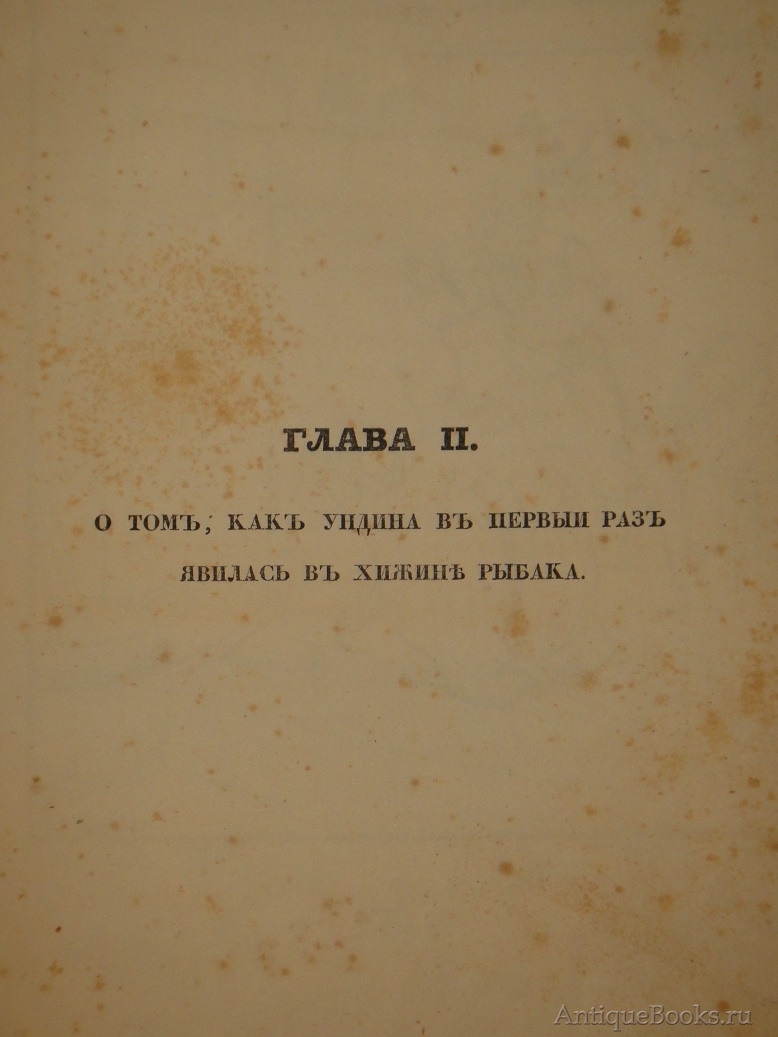 ГЛАВА II.
О ТОМЪ, КАКЪ УНДИНА ВЪ ПЕРВЫЙ РАЗЪ
ЯВИЛАСЬ ВЪ ХИЖИНѢ РЫБАКА.
AntiqueBooks.ru